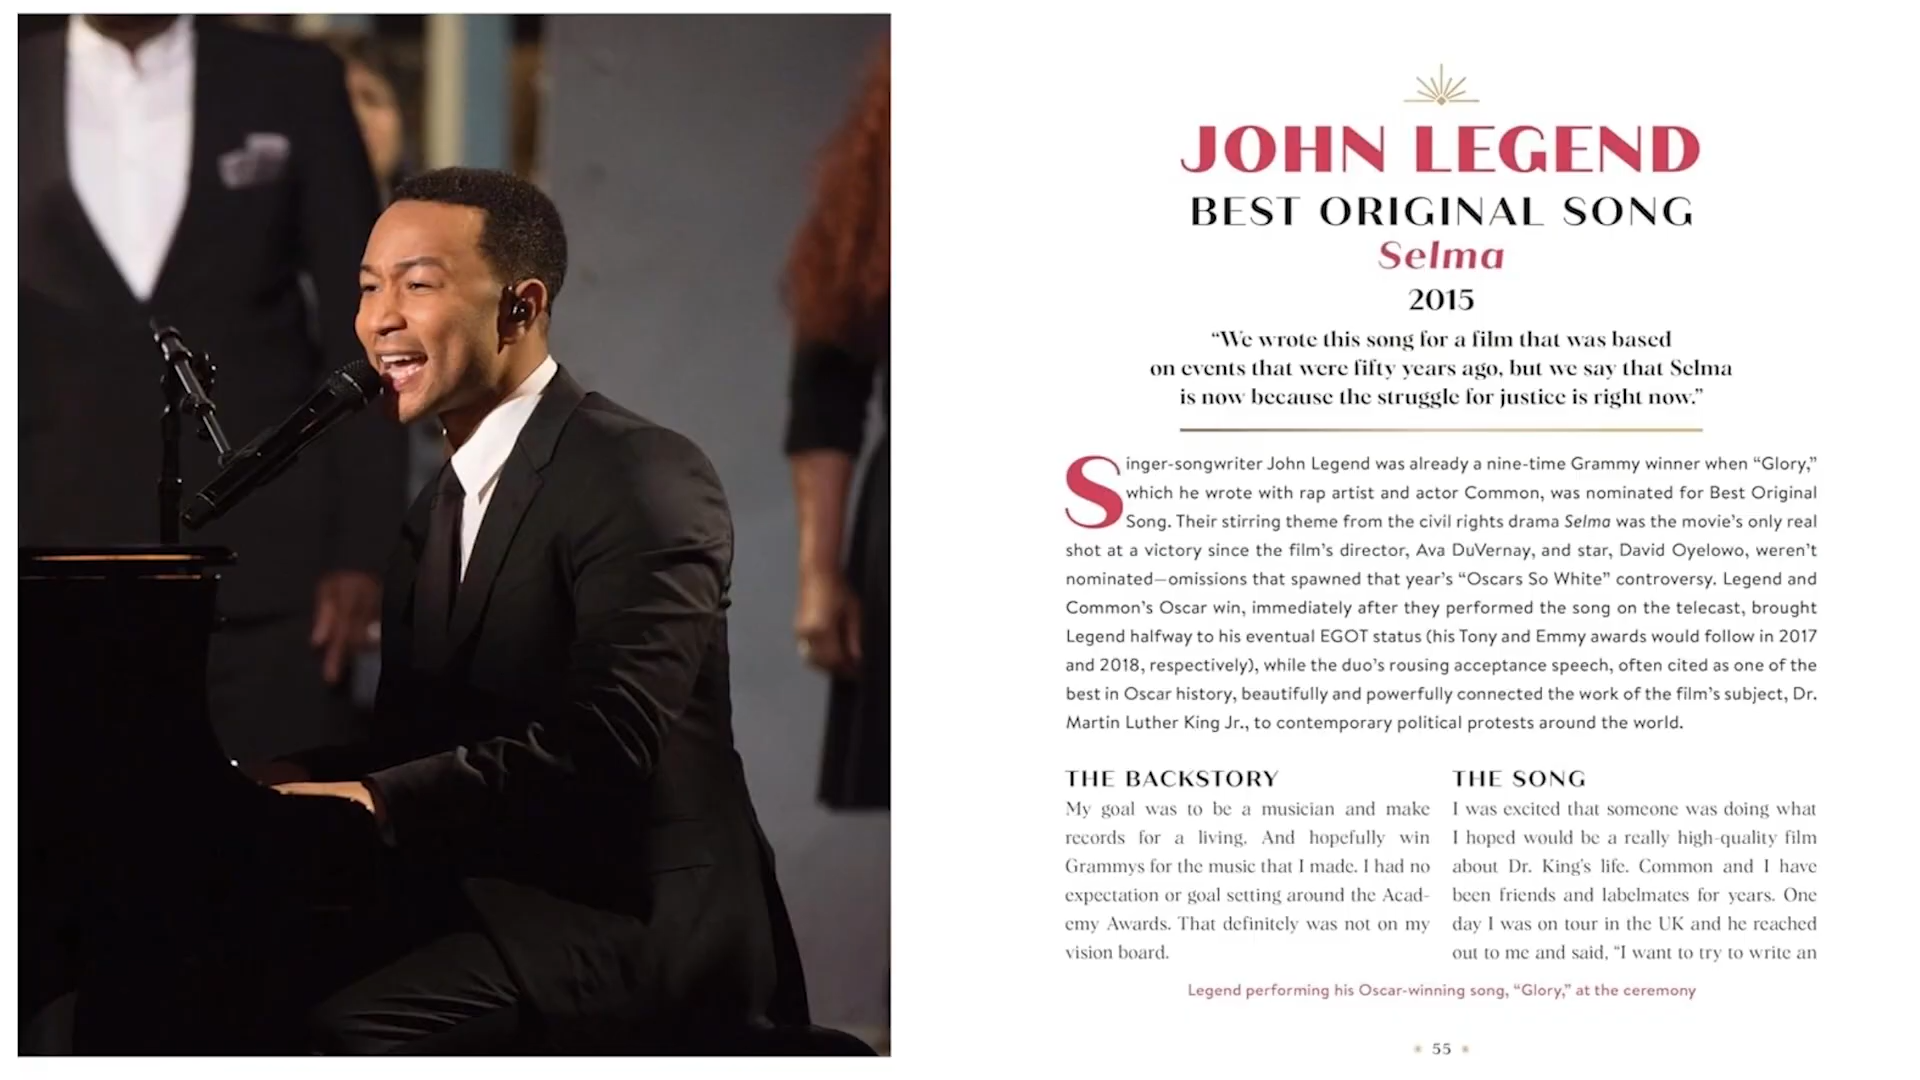 JOHN LEGEND
BEST ORIGINAL SONG
Selma
2015
“We wrote this song for a film that was based
on events that were fifty years ago, but we say that Selma
is now because the struggle for justice is right now.”
Singer-songwriter John Legend was already a nine-time Grammy winner when “Glory,”
which he wrote with rap artist and actor Common, was nominated for Best Original
Song. Their stirring theme from the civil rights drama Selma was the movie’s only real
shot at a victory since the film’s director, Ava DuVernay, and star, David Oyelowo, weren’t
nominated—omissions that spawned that year’s “Oscars So White” controversy. Legend and
Common’s Oscar win, immediately after they performed the song on the telecast, brought
Legend halfway to his eventual EGOT status (his Tony and Emmy awards would follow in 2017
and 2018, respectively), while the duo’s rousing acceptance speech, often cited as one of the
best in Oscar history, beautifully and powerfully connected the work of the film’s subject, Dr.
Martin Luther King Jr., to contemporary political protests around the world.
THE BACKSTORY
My goal was to be a musician and make
records for a living. And hopefully win
Grammys for the music that I made. I had no
expectation or goal setting around the Acad-
emy Awards. That definitely was not on my
vision board.
THE SONG
I was excited that someone was doing what
I hoped would be a really high-quality film
about Dr. King’s life. Common and I have
been friends and labelmates for years. One
day I was on tour in the UK and he reached
out to me and said, “I want to try to write an
Legend performing his Oscar-winning song, “Glory,” at the ceremony
55